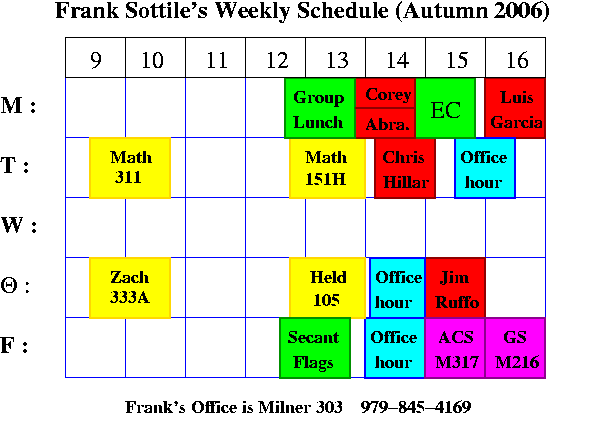 Frank Sottile's Weekly Schedule (Autumn 2006)
9 10 11 12 13 14 15 16
M :
Group
Lunch
Corey
Abra.
EC
Luis
Garcia
T :
Math
311
Math
151H
Chris
Hillar
Office
hour
W :
Θ :
Zach
333A
Held
105
Office
hour
Jim
Ruffo
F :
Secant
Flags
Office
hour
ACS
M317
GS
M216
Frank's Office is Milner 303 979–845–4169